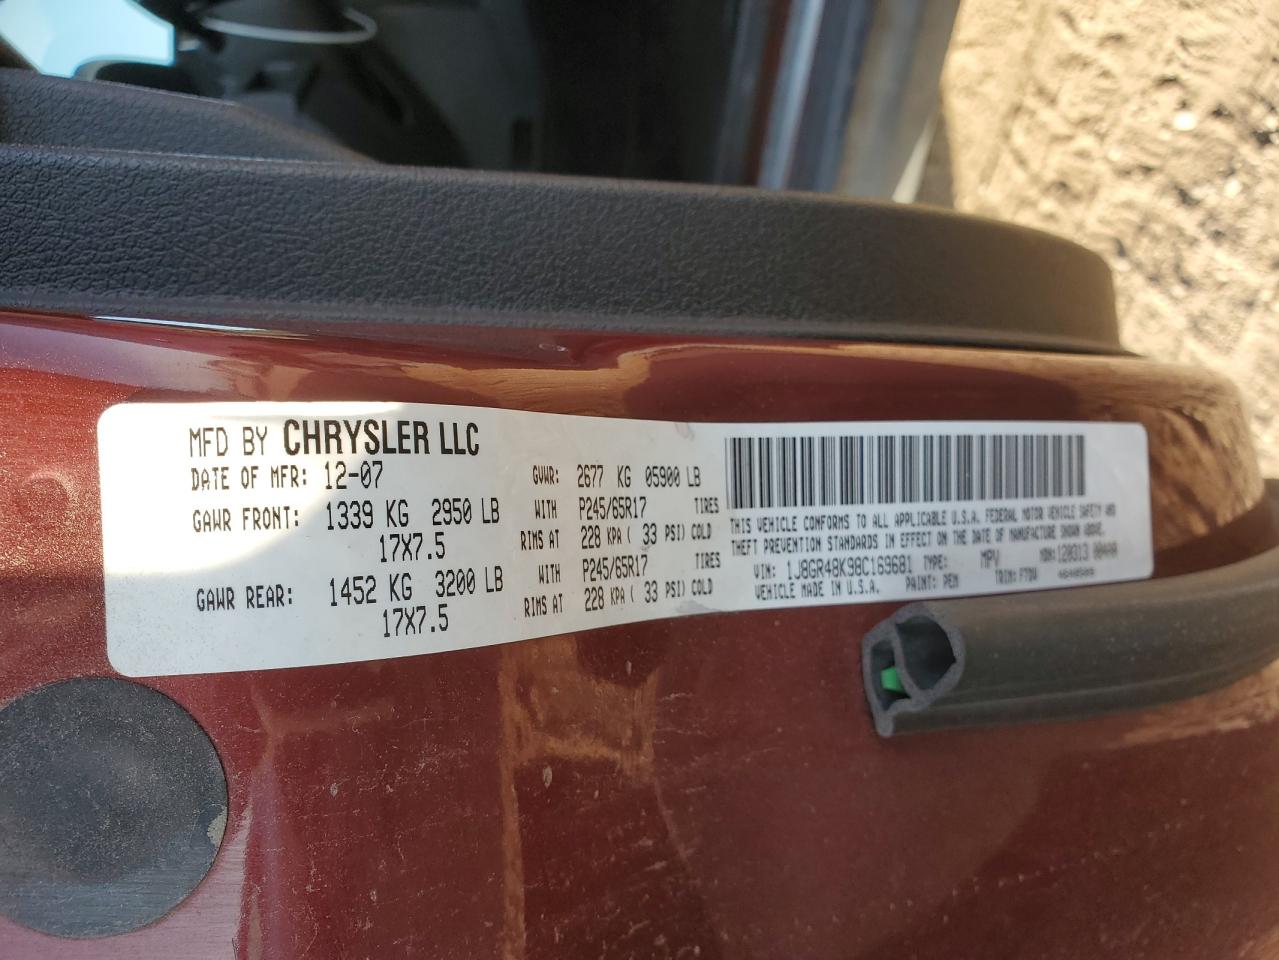 MFD BY CHRYSLER LLC
DATE OF MFR: 12-07 GVWR: 2677 KG 05900 LB
GAWR FRONT: 1339 KG 2950 LB WITH P245/65R17 TIRES
17X7.5 RIMS AT 228 KPA ( 33 PSI) COLD
GAWR REAR: 1452 KG 3200 LB WITH P245/65R17 TIRES
17X7.5 RIMS AT 228 KPA ( 33 PSI) COLD
THIS VEHICLE CONFORMS TO ALL APPLICABLE U.S.A. FEDERAL MOTOR VEHICLE SAFETY AND
THEFT PREVENTION STANDARDS IN EFFECT ON THE DATE OF MANUFACTURE SHOWN ABOVE.
VIN: 1J8GR48K98C169681 TYPE: MPV MDH:
VEHICLE MADE IN U.S.A. PAINT: PEM TRIM: